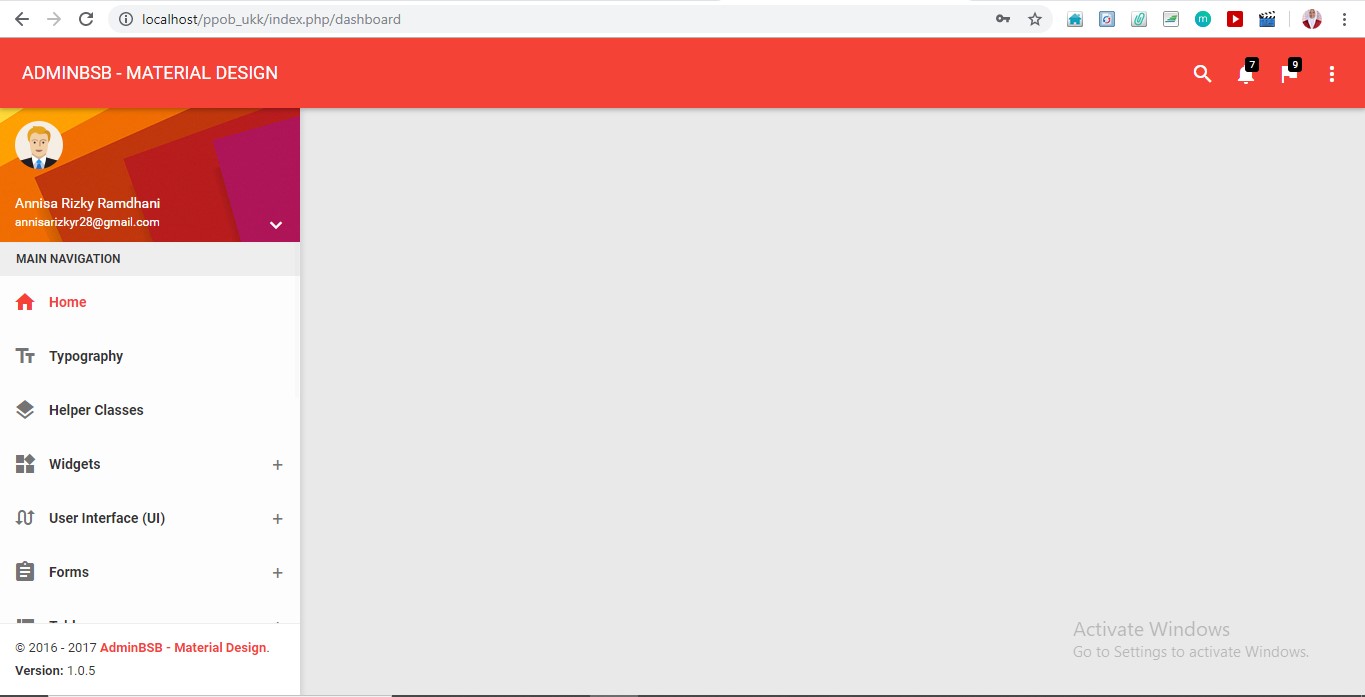 localhost/ppob_ukk/index.php/dashboard
m
ADMINBSB - MATERIAL DESIGN
7
9
Annisa Rizky Ramdhani
annisarizkyr28@gmail.com
MAIN NAVIGATION
Home
Typography
Helper Classes
Widgets +
User Interface (UI) +
Forms +
© 2016 - 2017 AdminBSB - Material Design.
Version: 1.0.5
Activate Windows
Go to Settings to activate Windows.